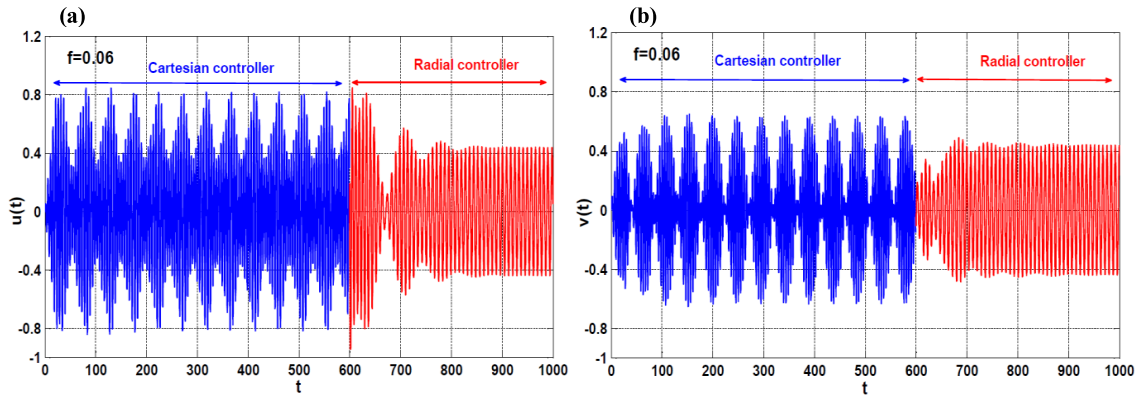 (a)
1.2
0.8
0.4
0
-0.4
-0.8
-1
u(t)
f=0.06
Cartesian controller
Radial controller
0 100 200 300 400 500 600 700 800 900 1000
t
(b)
1.2
0.8
0.4
0
-0.4
-0.8
-1
v(t)
f=0.06
Cartesian controller
Radial controller
0 100 200 300 400 500 600 700 800 900 1000
t